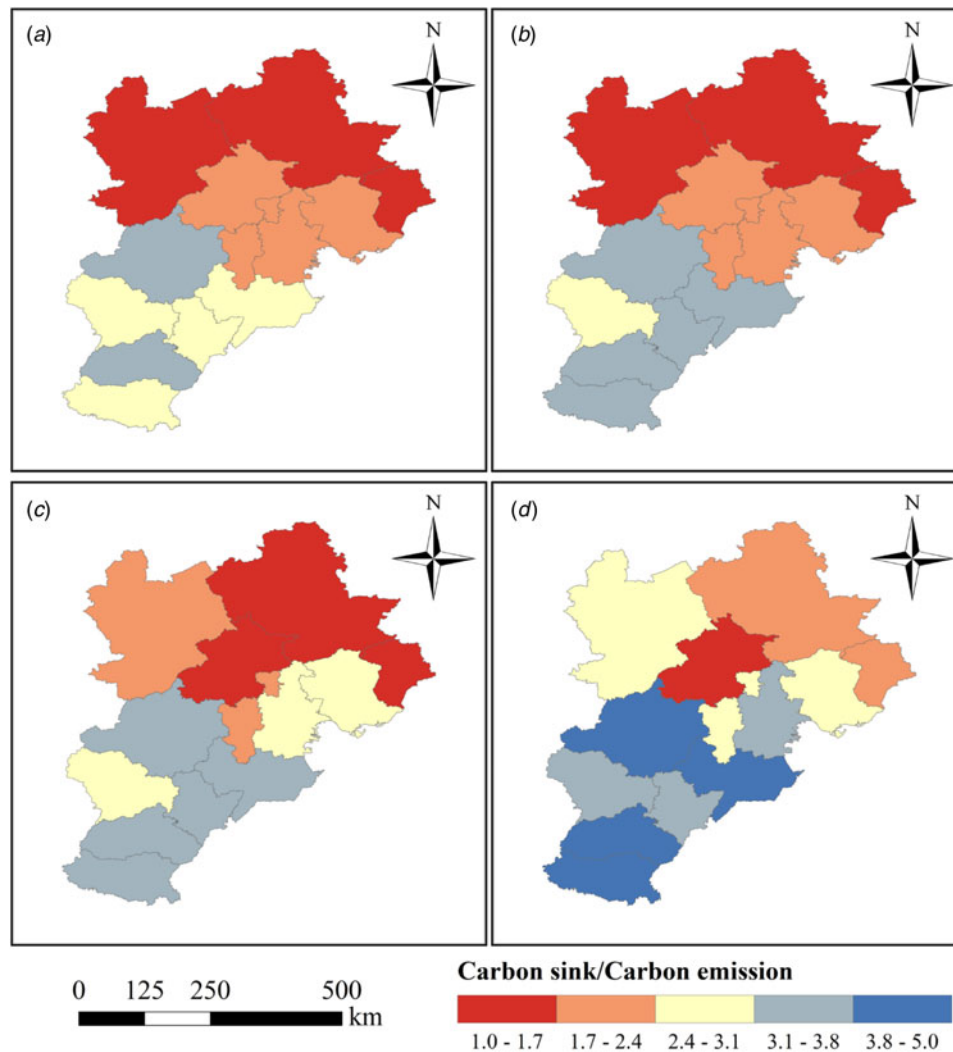 (a)
N
(b)
N
(c)
N
(d)
N
0 125 250 500
km
Carbon sink/Carbon emission
1.0 - 1.7 1.7 - 2.4 2.4 - 3.1 3.1 - 3.8 3.8 - 5.0